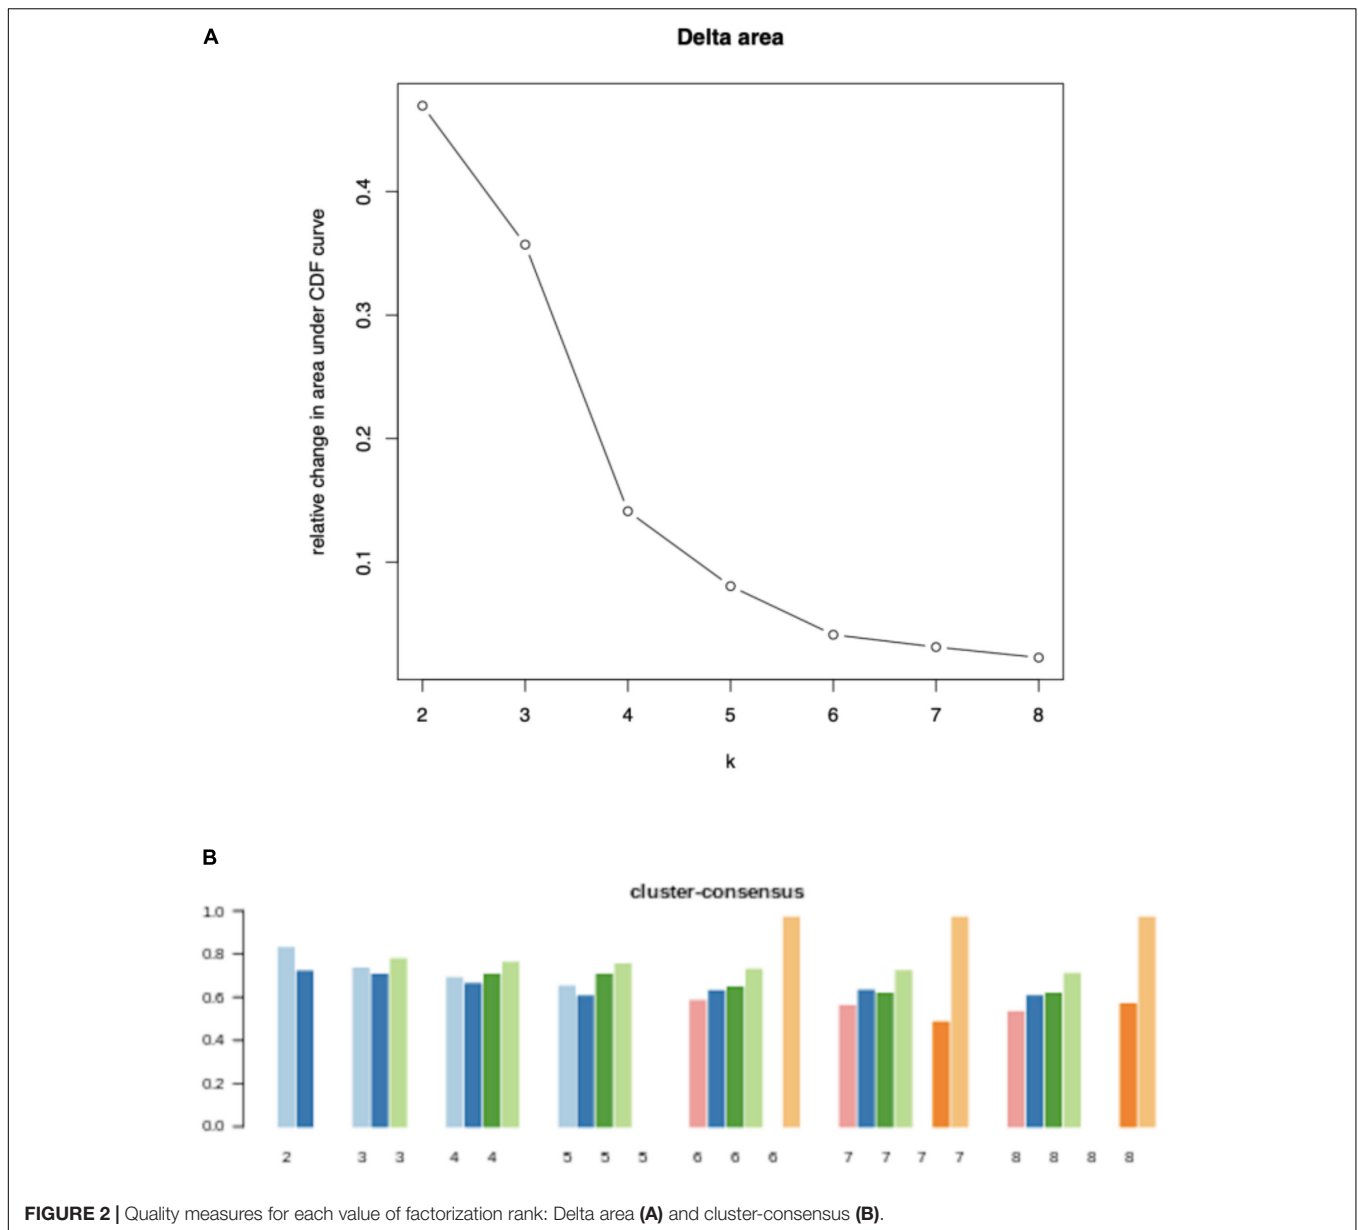 A
Delta area
relative change in area under CDF curve
0.4
0.3
0.2
0.1
2 3 4 5 6 7 8
k
B
cluster-consensus
1.0
0.8
0.6
0.4
0.2
0.0
2 3 3 4 4 5 5 5 6 6 6 7 7 7 7 8 8 8 8
FIGURE 2 | Quality measures for each value of factorization rank: Delta area (A) and cluster-consensus (B).